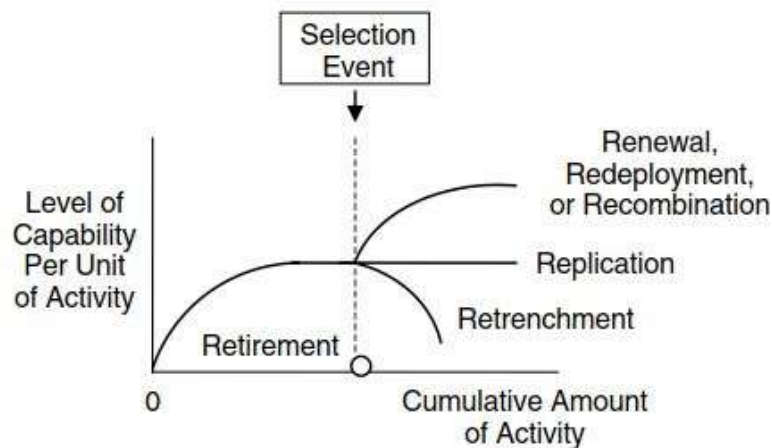 Selection
Event
Renewal,
Redeployment,
or Recombination
Level of
Capability
Per Unit
of Activity
Replication
Retrenchment
Retirement
0
Cumulative Amount
of Activity